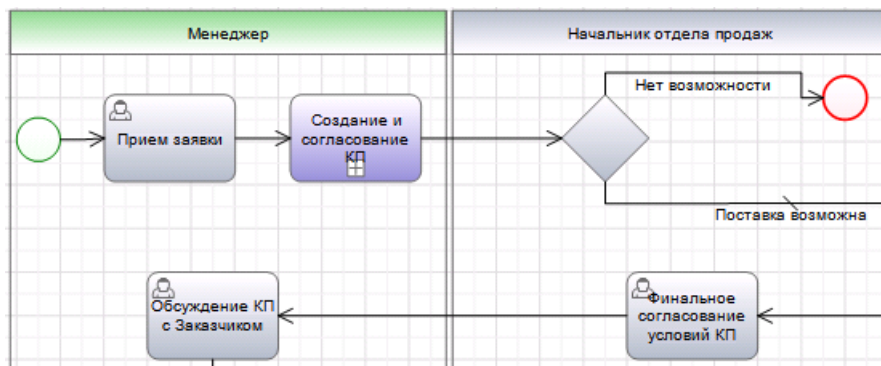 Менеджер
Начальник отдела продаж
Нет возможности
Прием заявки
Создание и
согласование
КП
Поставка возможна
Обсуждение КП
с Заказчиком
Финальное
согласование
условий КП